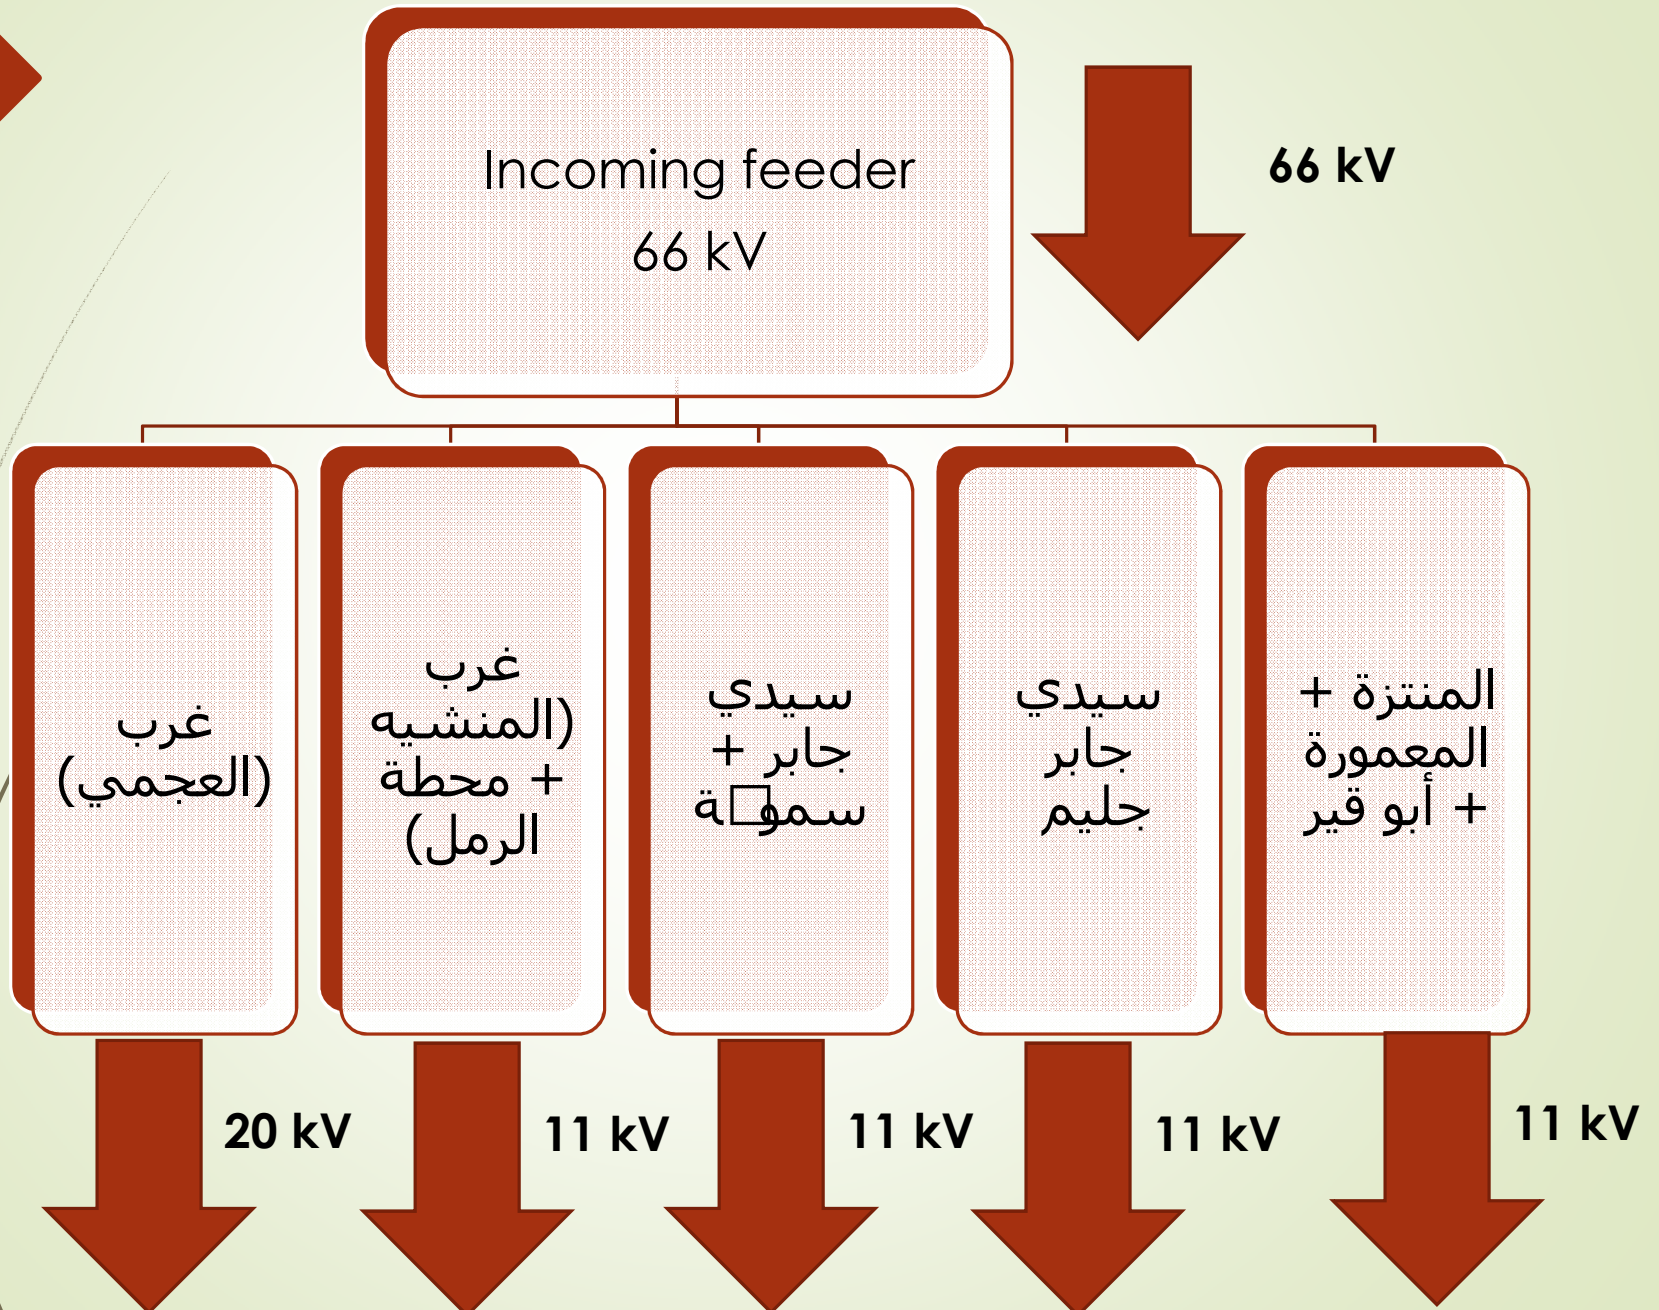 Incoming feeder
66 kV
66 kV
غرب
(العجمي)
غرب
(المنشيه
+ محطة
الرمل)
سيدي
جابر +
سيدي
جابر
جليم
المنتزة +
المعمورة
+ أبو قير
20 kV
11 kV
11 kV
11 kV
11 kV